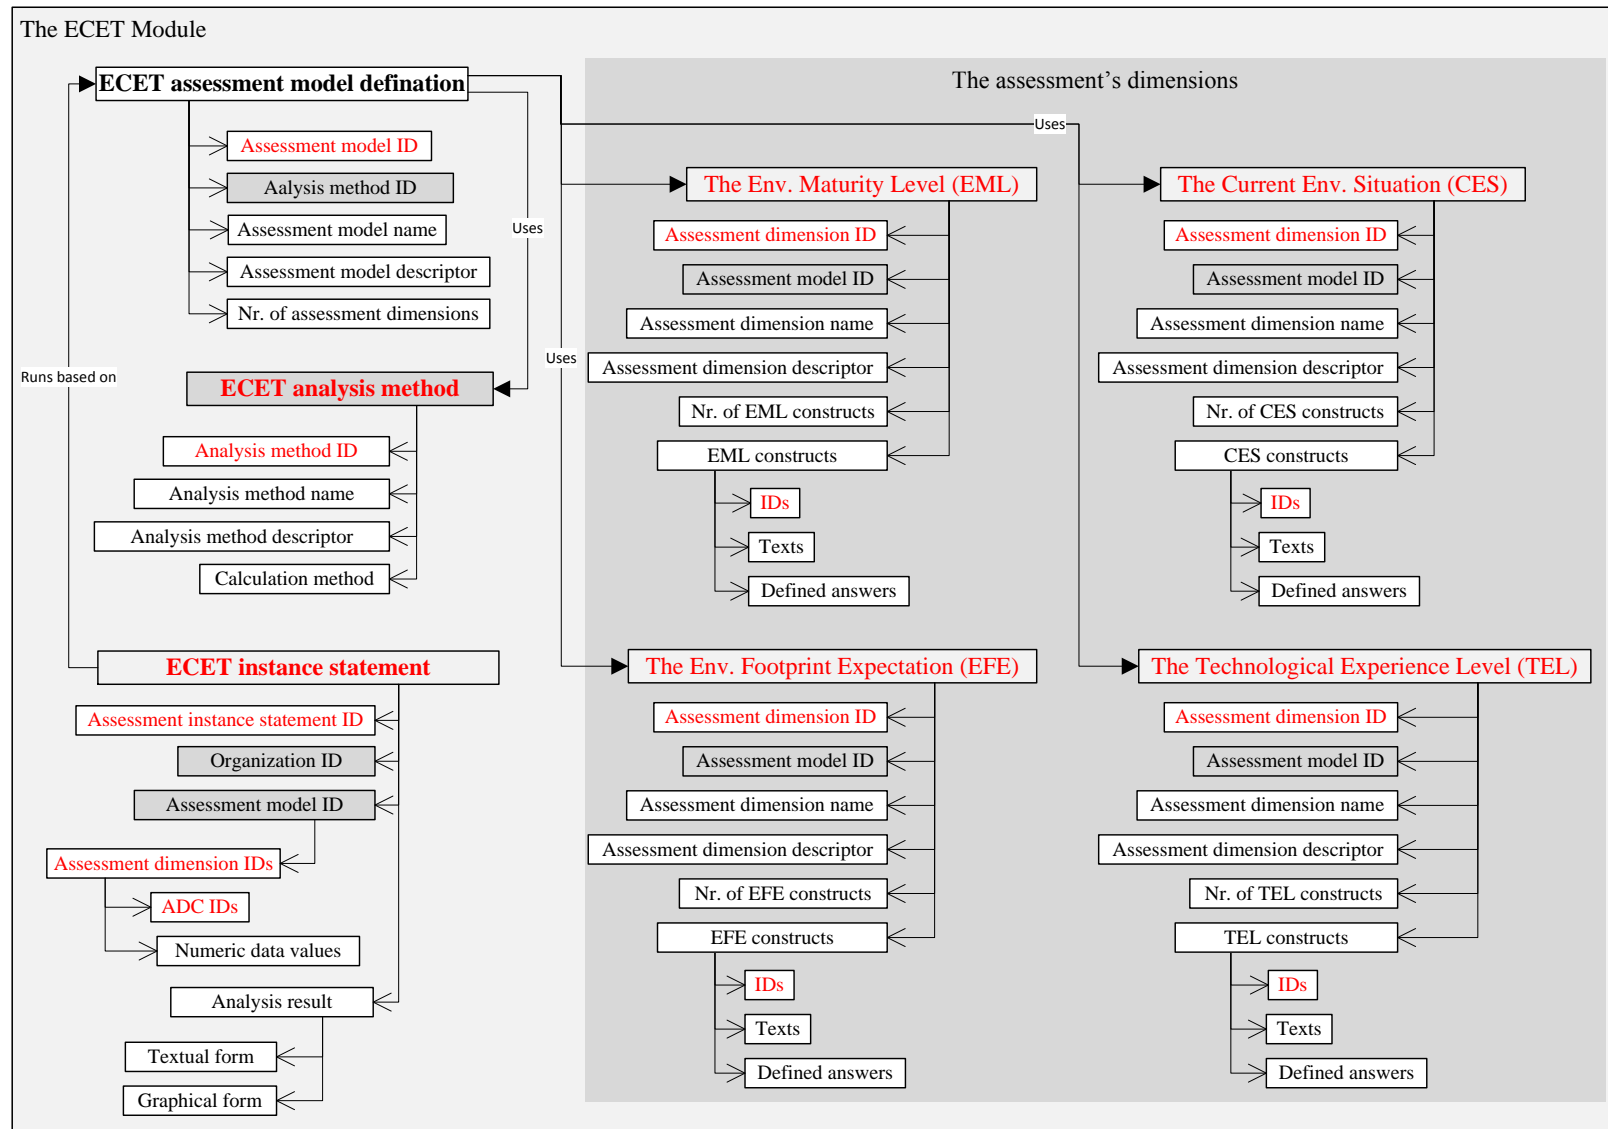 The ECET Module
ECET assessment model defination
Assessment model ID
Aalysis method ID
Assessment model name
Assessment model descriptor
Nr. of assessment dimensions
Uses
Runs based on
ECET analysis method
Analysis method ID
Analysis method name
Analysis method descriptor
Calculation method
ECET instance statement
Assessment instance statement ID
Organization ID
Assessment model ID
Assessment dimension IDs
ADC IDs
Numeric data values
Analysis result
Textual form
Graphical form
The assessment’s dimensions
Uses
Uses
The Env. Maturity Level (EML)
Assessment dimension ID
Assessment model ID
Assessment dimension name
Assessment dimension descriptor
Nr. of EML constructs
EML constructs
IDs
Texts
Defined answers
The Current Env. Situation (CES)
Assessment dimension ID
Assessment model ID
Assessment dimension name
Assessment dimension descriptor
Nr. of CES constructs
CES constructs
IDs
Texts
Defined answers
The Env. Footprint Expectation (EFE)
Assessment dimension ID
Assessment model ID
Assessment dimension name
Assessment dimension descriptor
Nr. of EFE constructs
EFE constructs
IDs
Texts
Defined answers
The Technological Experience Level (TEL)
Assessment dimension ID
Assessment model ID
Assessment dimension name
Assessment dimension descriptor
Nr. of TEL constructs
TEL constructs
IDs
Texts
Defined answers